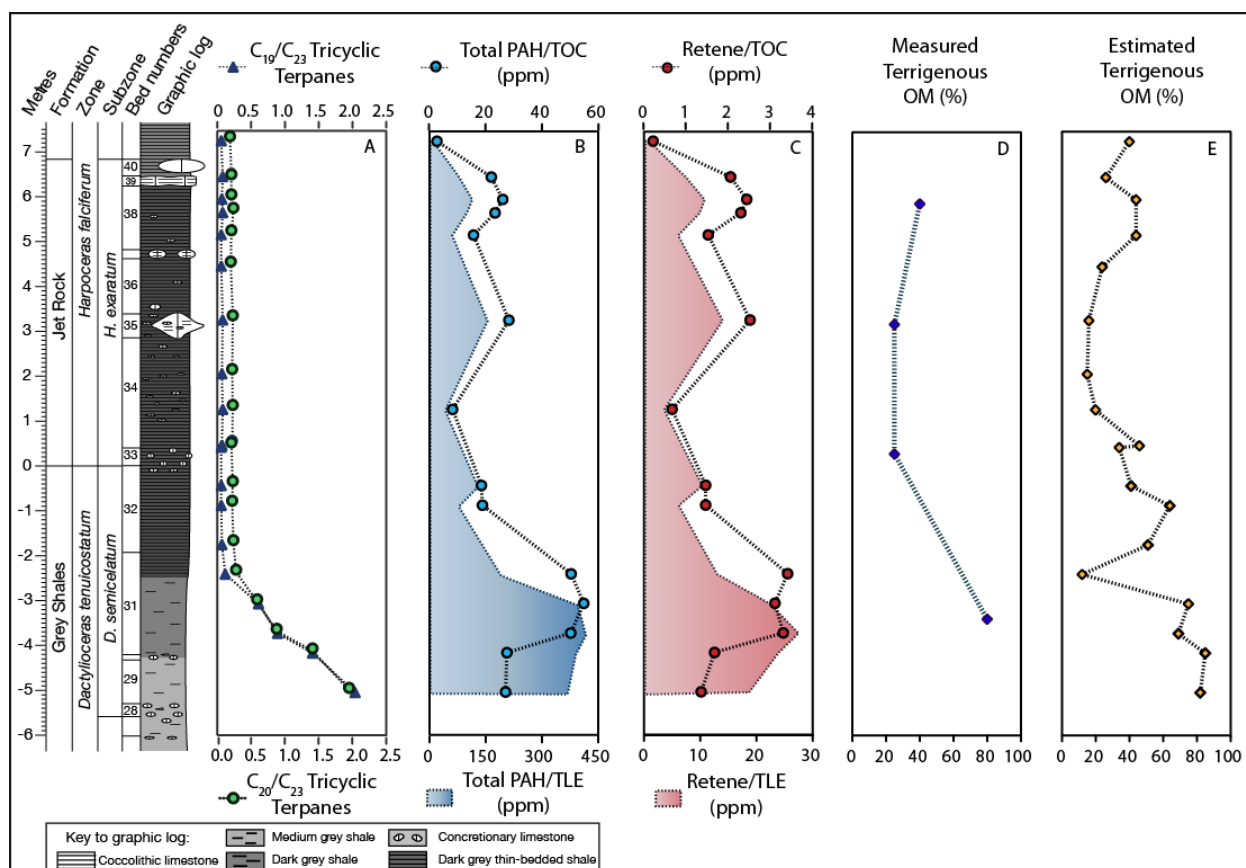 Metres
Formation
Zone
Subzone
Bed numbers
Graphic log
C19/C23 Tricyclic
Terpanes
Total PAH/TOC
(ppm)
Retene/TOC
(ppm)
Measured
Terrigenous
OM (%)
Estimated
Terrigenous
OM (%)
0 0.5 1.0 1.5 2.0 2.5
0 20 40 60
0 1 2 3 4
A
B
C
D
E
7
6
5
4
3
2
1
0
-1
-2
-3
-4
-5
-6
Jet Rock
Grey Shales
Harpoceras falciferum
Dactylioceras tenuicostatum
H. exaratum
D. semicelatum
40
39
38
36
35
34
33
32
31
29
28
0.0 0.5 1.0 1.5 2.0 2.5
0 150 300 450
0 10 20 30
0 20 40 60 80 100
0 20 40 60 80 100
C20/C23 Tricyclic
Terpanes
Total PAH/TLE
(ppm)
Retene/TLE
(ppm)
Key to graphic log:
Medium grey shale
Concretionary limestone
Coccolithic limestone
Dark grey shale
Dark grey thin-bedded shale